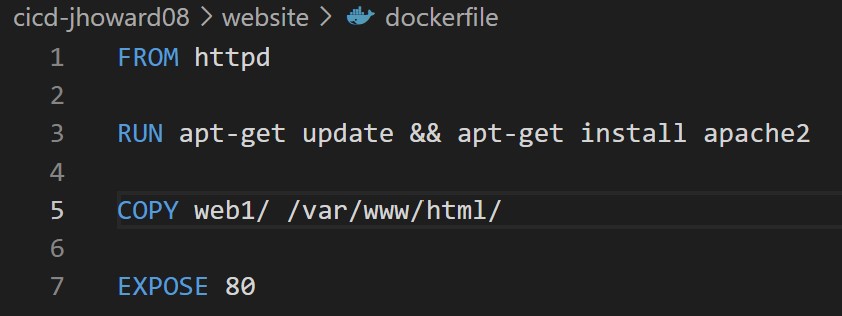 cicd-jhoward08 > website > dockerfile
1 FROM httpd
2
3 RUN apt-get update && apt-get install apache2
4
5 COPY web1/ /var/www/html/
6
7 EXPOSE 80